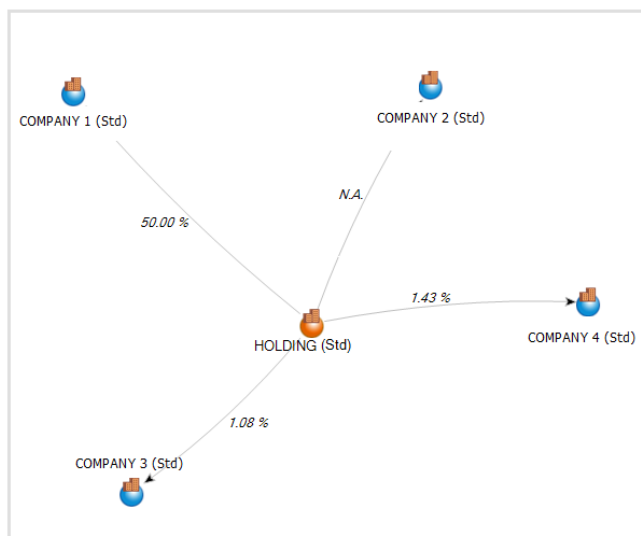 COMPANY 1 (Std)
COMPANY 2 (Std)
N.A.
50.00 %
1.43 %
HOLDING (Std)
COMPANY 4 (Std)
1.08 %
COMPANY 3 (Std)